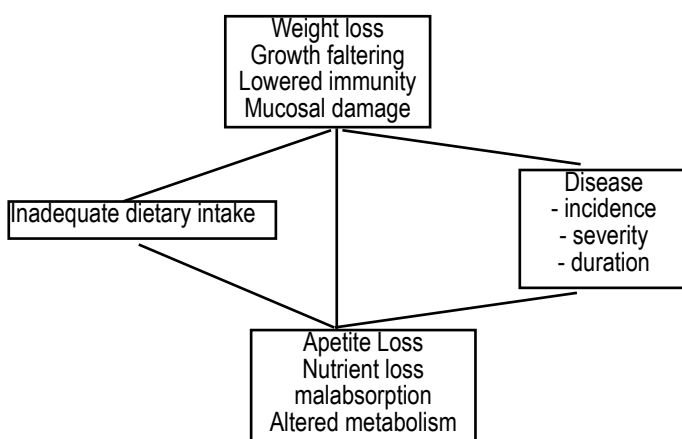 Weight loss
Growth faltering
Lowered immunity
Mucosal damage
Inadequate dietary intake
Disease
- incidence
- severity
- duration
Apetite Loss
Nutrient loss
malabsorption
Altered metabolism